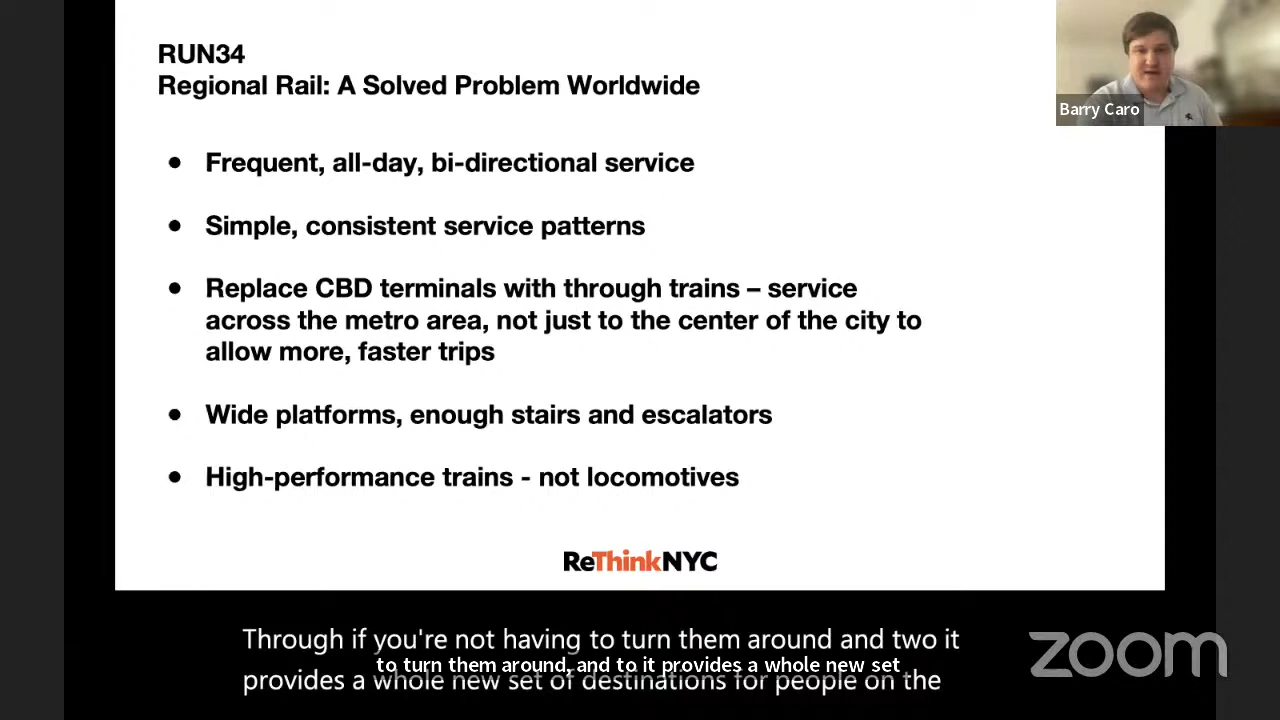 RUN34
Regional Rail: A Solved Problem Worldwide
Barry Caro
● Frequent, all-day, bi-directional service
● Simple, consistent service patterns
● Replace CBD terminals with through trains – service
across the metro area, not just to the center of the city to
allow more, faster trips
● Wide platforms, enough stairs and escalators
● High-performance trains - not locomotives
ReThinkNYC
Through if you're not having to turn them around and two it
to turn them around, and to it provides a whole new set
provides a whole new set of destinations for people on the
zoom